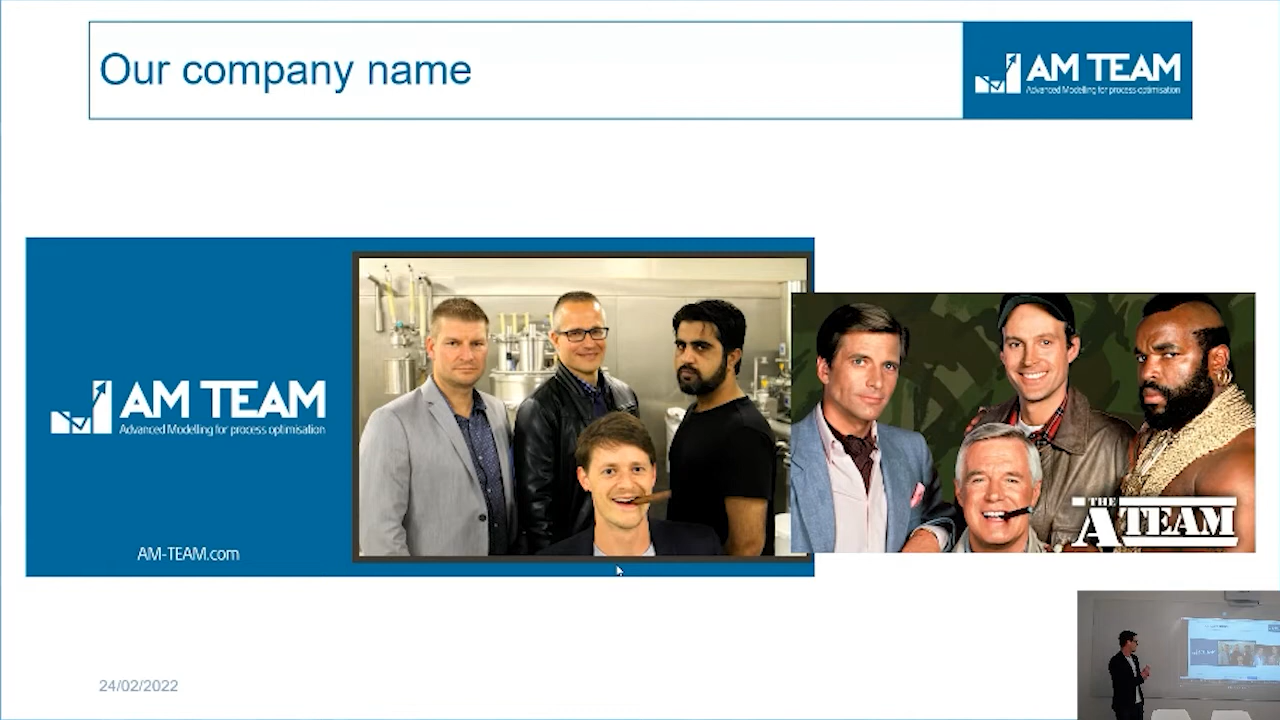 Our company name
AM TEAM
Advanced Modelling for process optimisation
AM TEAM
Advanced Modelling for process optimisation
AM-TEAM.com
THE
A TEAM
24/02/2022